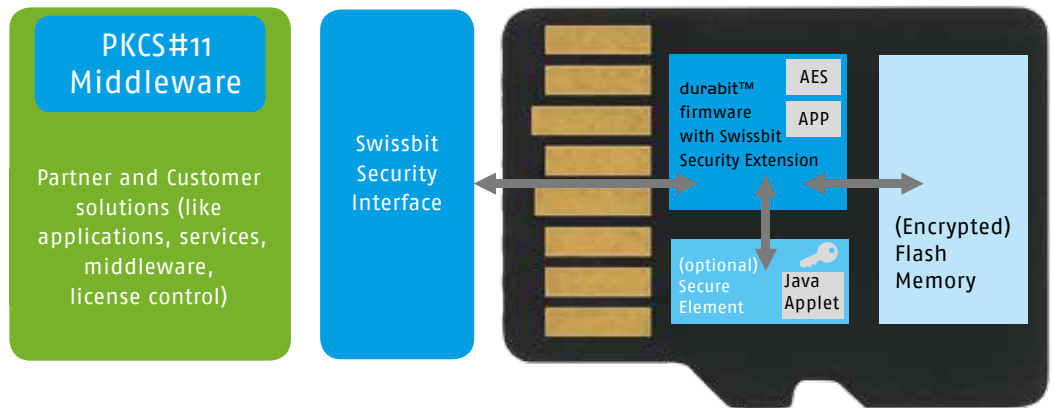 PKCS#11
Middleware
Partner and Customer
solutions (like
applications, services,
middleware,
license control)
Swissbit
Security
Interface
durabit™
firmware
with Swissbit
Security Extension
AES
APP
(optional)
Secure
Element
Java
Applet
(Encrypted)
Flash
Memory